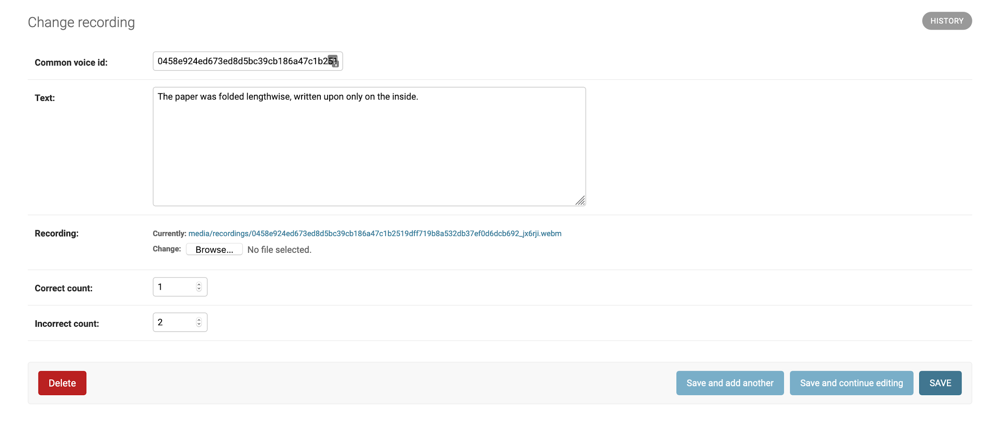 Change recording
HISTORY
Common voice id:
0458e924ed673ed8d5bc39cb186a47c1b251
Text:
The paper was folded lengthwise, written upon only on the inside.
Recording:
Currently: media/recordings/0458e924ed673ed8d5bc39cb186a47c1b2519dff719b8a532db37ef0d6dcb692_jx6rji.webm
Change: Browse... No file selected.
Correct count:
1
Incorrect count:
2
Delete
Save and add another
Save and continue editing
SAVE